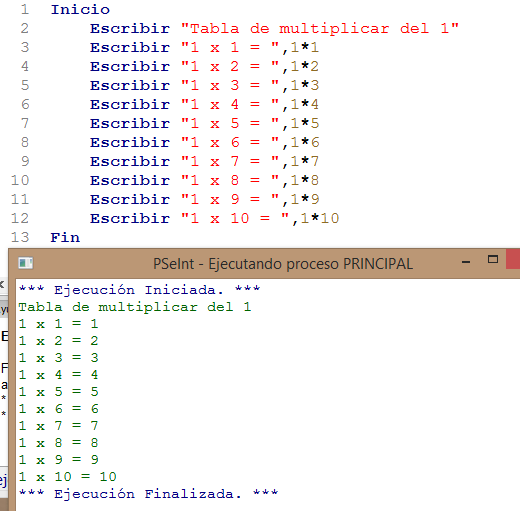 1 Inicio
2 Escribir "Tabla de multiplicar del 1"
3 Escribir "1 x 1 = ",1*1
4 Escribir "1 x 2 = ",1*2
5 Escribir "1 x 3 = ",1*3
6 Escribir "1 x 4 = ",1*4
7 Escribir "1 x 5 = ",1*5
8 Escribir "1 x 6 = ",1*6
9 Escribir "1 x 7 = ",1*7
10 Escribir "1 x 8 = ",1*8
11 Escribir "1 x 9 = ",1*9
12 Escribir "1 x 10 = ",1*10
13 Fin
PSeInt - Ejecutando proceso PRINCIPAL
*** Ejecución Iniciada. ***
Tabla de multiplicar del 1
1 x 1 = 1
1 x 2 = 2
1 x 3 = 3
1 x 4 = 4
1 x 5 = 5
1 x 6 = 6
1 x 7 = 7
1 x 8 = 8
1 x 9 = 9
1 x 10 = 10
*** Ejecución Finalizada. ***